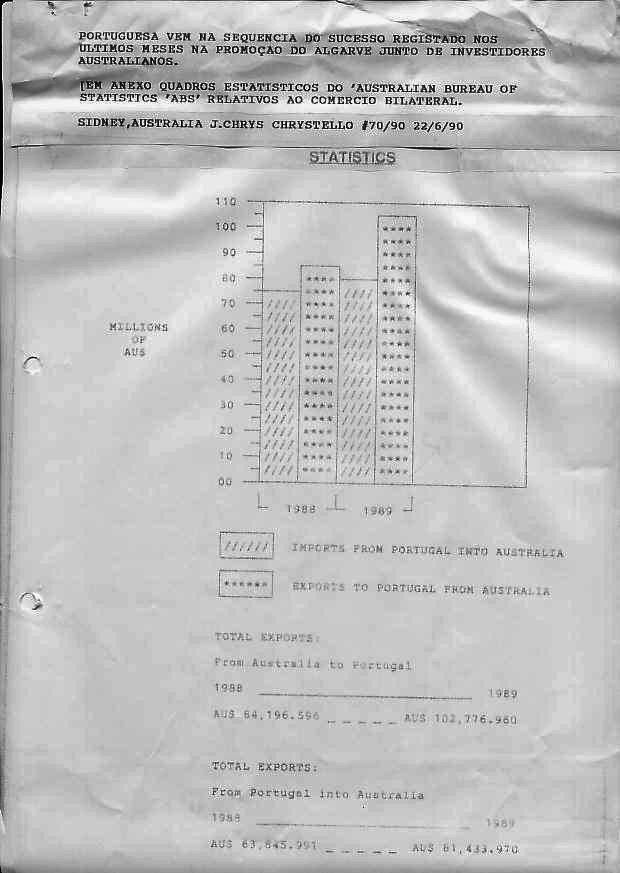 PORTUGUESA VEM NA SEQUENCIA DO SUCESSO REGISTADO NOS
ULTIMOS MESES NA PROMOÇAO DO ALGARVE JUNTO DE INVESTIDORES
AUSTRALIANOS.
[EM ANEXO QUADROS ESTATISTICOS DO 'AUSTRALIAN BUREAU OF
STATISTICS 'ABS' RELATIVOS AO COMERCIO BILATERAL.
SIDNEY,AUSTRALIA J.CHRYS CHRYSTELLO #70/90 22/6/90
STATISTICS
110
100
90
80
70
60
50
40
30
20
10
00
MILLIONS
OF
AU$
1988 1989
////// IMPORTS FROM PORTUGAL INTO AUSTRALIA
****** EXPORTS TO PORTUGAL FROM AUSTRALIA
TOTAL EXPORTS:
From Australia to Portugal
1988 1989
AU$ 64,196.596 _ _ _ _ _ AU$ 102,776.960
TOTAL EXPORTS:
From Portugal into Australia
1988 1989
AU$ 63,845.991 _ _ _ _ _ AU$ 81,433.970